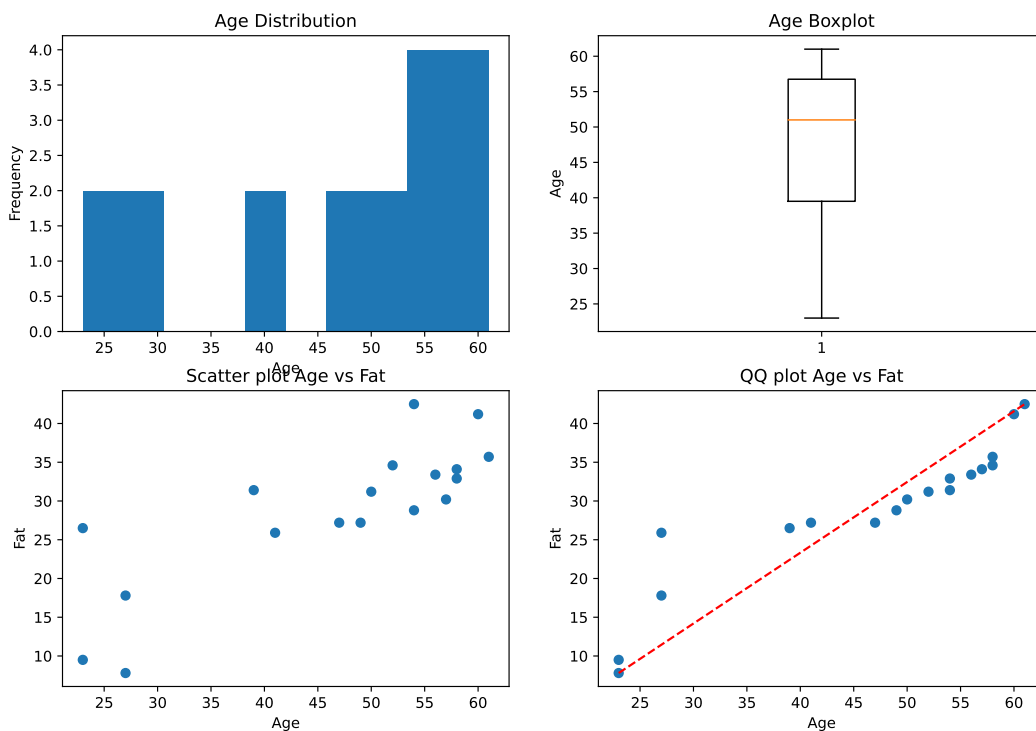 Age Distribution
Frequency
4.0
3.5
3.0
2.5
2.0
1.5
1.0
0.5
0.0
25 30 35 40 45 50 55 60
Age
Age Boxplot
Age
60
55
50
45
40
35
30
25
1
Scatter plot Age vs Fat
Fat
40
35
30
25
20
15
10
25 30 35 40 45 50 55 60
Age
QQ plot Age vs Fat
Fat
40
35
30
25
20
15
10
25 30 35 40 45 50 55 60
Age